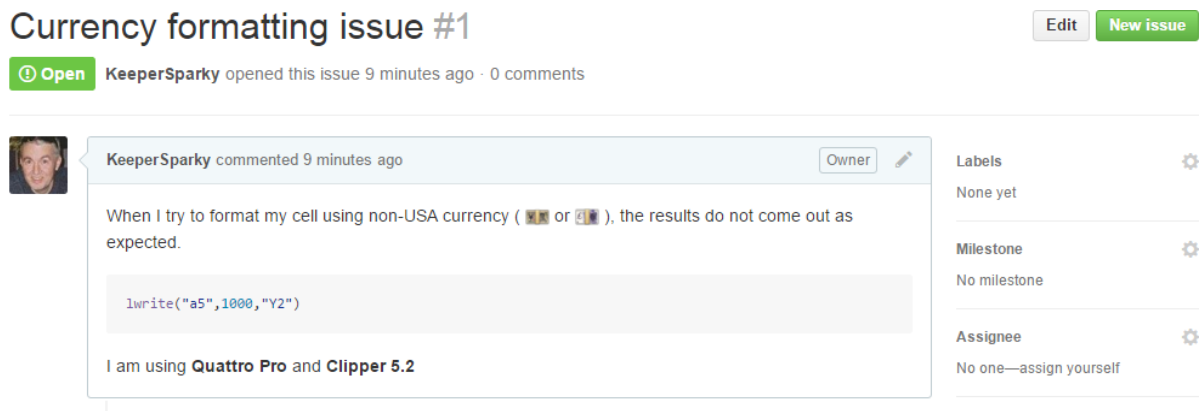 Currency formatting issue #1
Edit
New issue
Open
KeeperSparky opened this issue 9 minutes ago · 0 comments
KeeperSparky commented 9 minutes ago
Owner
When I try to format my cell using non-USA currency ( or ), the results do not come out as
expected.
lwrite("a5",1000,"Y2")
I am using Quattro Pro and Clipper 5.2
Labels
None yet
Milestone
No milestone
Assignee
No one—assign yourself